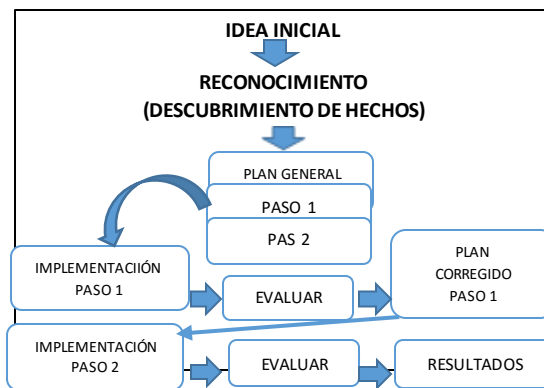 IDEA INICIAL
RECONOCIMIENTO
(DESCUBRIMIENTO DE HECHOS)
PLAN GENERAL
PASO 1
PAS 2
IMPLEMENTACIÍÓN
PASO 1
EVALUAR
PLAN
CORREGIDO
PASO 1
IMPLEMENTACIÓN
PASO 2
EVALUAR
RESULTADOS